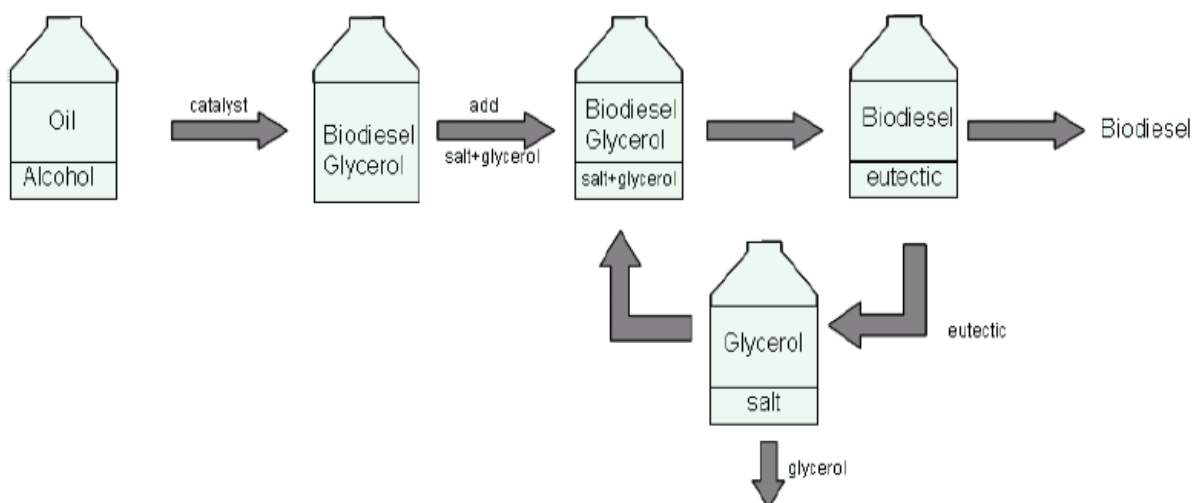 Oil
Alcohol
catalyst
Biodiesel
Glycerol
add
salt+glycerol
Biodiesel
Glycerol
salt+glycerol
Biodiesel
eutectic
Biodiesel
Glycerol
salt
eutectic
glycerol